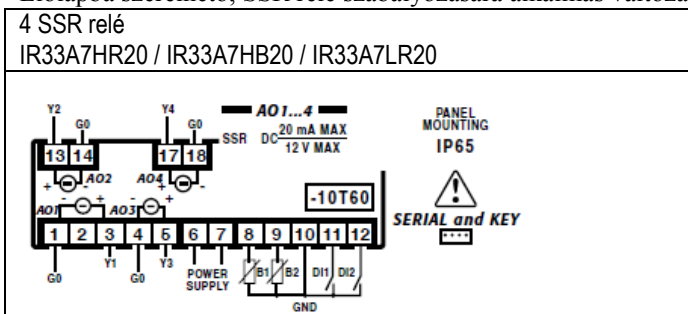 4 SSR relé
IR33A7HR20 / IR33A7HB20 / IR33A7LR20
Y2 G0 Y4 G0
AO1...4
SSR DC 20 mA MAX
12 V MAX
PANEL
MOUNTING
IP65
13 14 17 18
+ - AO2 AO4 + -
AO1 - + AO3 - +
-10T60
SERIAL and KEY
1 2 3 4 5 6 7 8 9 10 11 12
G0 Y1 G0 Y3
POWER
SUPPLY
B1 B2 DI1 DI2
GND